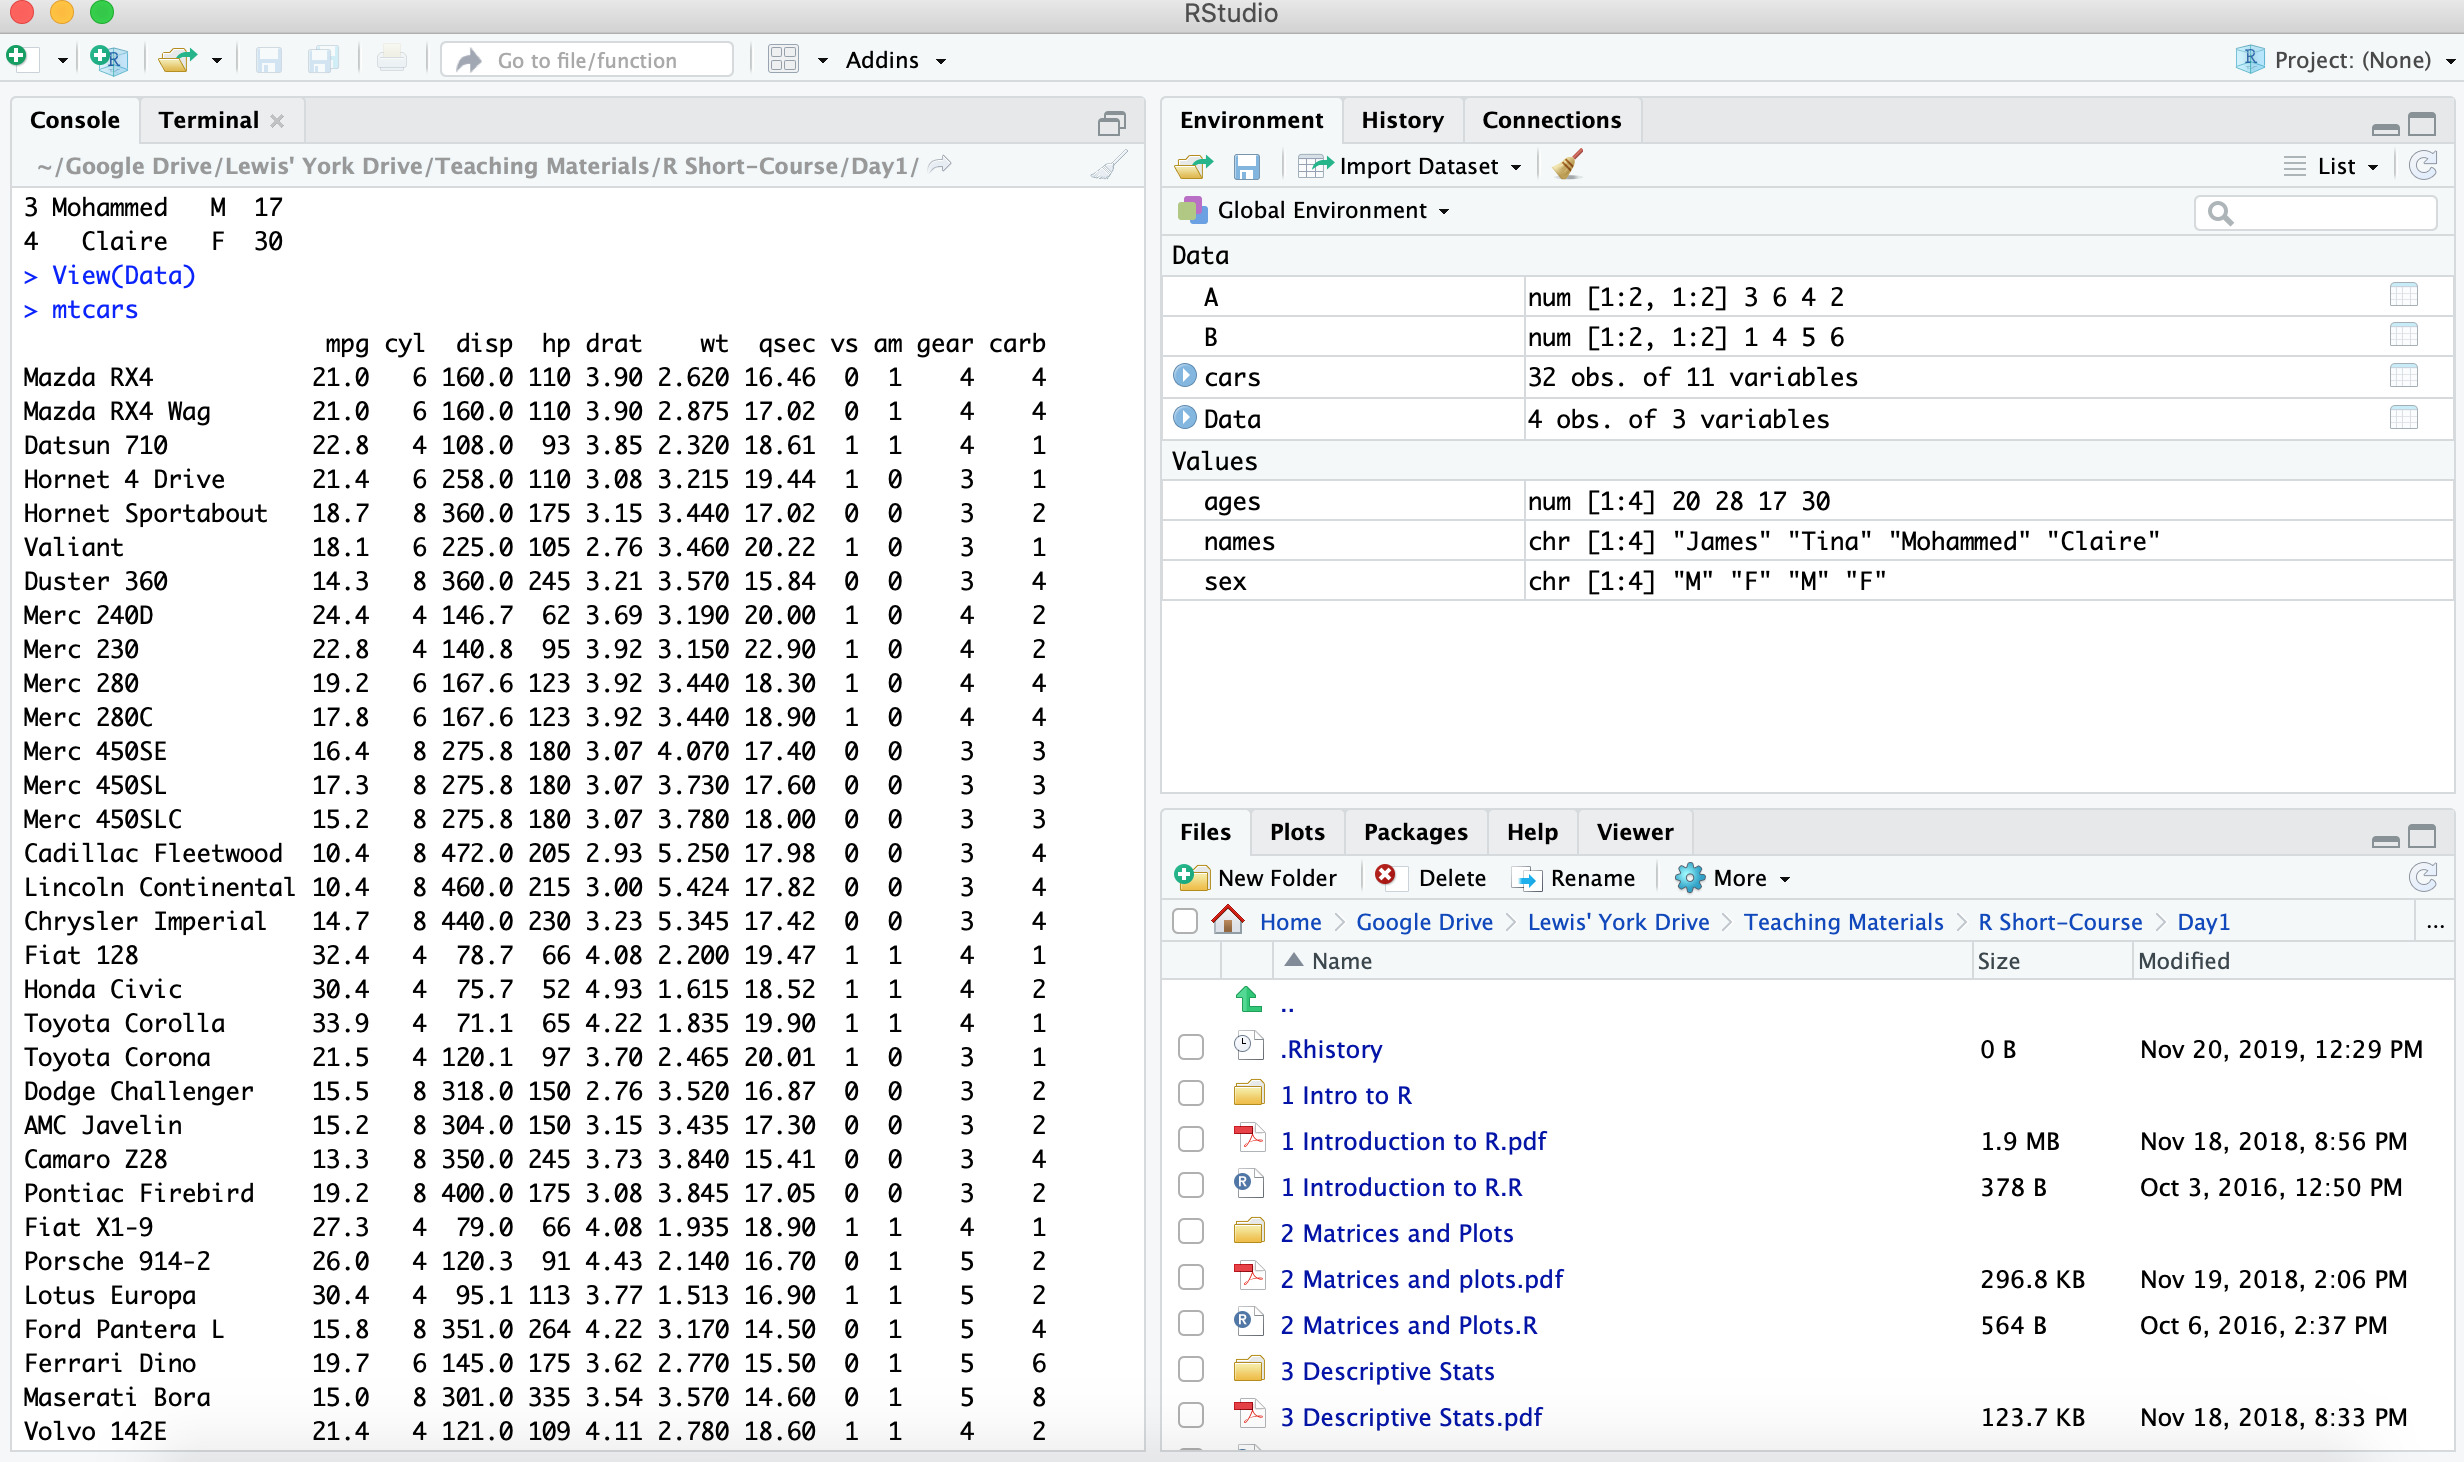 RStudio
Go to file/function
Addins
Project: (None)
Console Terminal
~/Google Drive/Lewis' York Drive/Teaching Materials/R Short-Course/Day1/
3 Mohammed   M  17
4   Claire   F  30
> View(Data)
> mtcars
                     mpg cyl  disp  hp drat    wt  qsec vs am gear carb
Mazda RX4           21.0   6 160.0 110 3.90 2.620 16.46  0  1    4    4
Mazda RX4 Wag       21.0   6 160.0 110 3.90 2.875 17.02  0  1    4    4
Datsun 710          22.8   4 108.0  93 3.85 2.320 18.61  1  1    4    1
Hornet 4 Drive      21.4   6 258.0 110 3.08 3.215 19.44  1  0    3    1
Hornet Sportabout   18.7   8 360.0 175 3.15 3.440 17.02  0  0    3    2
Valiant             18.1   6 225.0 105 2.76 3.460 20.22  1  0    3    1
Duster 360          14.3   8 360.0 245 3.21 3.570 15.84  0  0    3    4
Merc 240D           24.4   4 146.7  62 3.69 3.190 20.00  1  0    4    2
Merc 230            22.8   4 140.8  95 3.92 3.150 22.90  1  0    4    2
Merc 280            19.2   6 167.6 123 3.92 3.440 18.30  1  0    4    4
Merc 280C           17.8   6 167.6 123 3.92 3.440 18.90  1  0    4    4
Merc 450SE          16.4   8 275.8 180 3.07 4.070 17.40  0  0    3    3
Merc 450SL          17.3   8 275.8 180 3.07 3.730 17.60  0  0    3    3
Merc 450SLC         15.2   8 275.8 180 3.07 3.780 18.00  0  0    3    3
Cadillac Fleetwood  10.4   8 472.0 205 2.93 5.250 17.98  0  0    3    4
Lincoln Continental 10.4   8 460.0 215 3.00 5.424 17.82  0  0    3    4
Chrysler Imperial   14.7   8 440.0 230 3.23 5.345 17.42  0  0    3    4
Fiat 128            32.4   4  78.7  66 4.08 2.200 19.47  1  1    4    1
Honda Civic         30.4   4  75.7  52 4.93 1.615 18.52  1  1    4    2
Toyota Corolla      33.9   4  71.1  65 4.22 1.835 19.90  1  1    4    1
Toyota Corona       21.5   4 120.1  97 3.70 2.465 20.01  1  0    3    1
Dodge Challenger    15.5   8 318.0 150 2.76 3.520 16.87  0  0    3    2
AMC Javelin         15.2   8 304.0 150 3.15 3.435 17.30  0  0    3    2
Camaro Z28          13.3   8 350.0 245 3.73 3.840 15.41  0  0    3    4
Pontiac Firebird    19.2   8 400.0 175 3.08 3.845 17.05  0  0    3    2
Fiat X1-9           27.3   4  79.0  66 4.08 1.935 18.90  1  1    4    1
Porsche 914-2       26.0   4 120.3  91 4.43 2.140 16.70  0  1    5    2
Lotus Europa        30.4   4  95.1 113 3.77 1.513 16.90  1  1    5    2
Ford Pantera L      15.8   8 351.0 264 4.22 3.170 14.50  0  1    5    4
Ferrari Dino        19.7   6 145.0 175 3.62 2.770 15.50  0  1    5    6
Maserati Bora       15.0   8 301.0 335 3.54 3.570 14.60  0  1    5    8
Volvo 142E          21.4   4 121.0 109 4.11 2.780 18.60  1  1    4    2
Environment History Connections
Import Dataset List
Global Environment
Data
A num [1:2, 1:2] 3 6 4 2
B num [1:2, 1:2] 1 4 5 6
cars 32 obs. of 11 variables
Data 4 obs. of 3 variables
Values
ages num [1:4] 20 28 17 30
names chr [1:4] "James" "Tina" "Mohammed" "Claire"
sex chr [1:4] "M" "F" "M" "F"
Files Plots Packages Help Viewer
New Folder Delete Rename More
Home > Google Drive > Lewis' York Drive > Teaching Materials > R Short-Course > Day1 ...
Name Size Modified
..
.Rhistory 0 B Nov 20, 2019, 12:29 PM
1 Intro to R
1 Introduction to R.pdf 1.9 MB Nov 18, 2018, 8:56 PM
1 Introduction to R.R 378 B Oct 3, 2016, 12:50 PM
2 Matrices and Plots
2 Matrices and plots.pdf 296.8 KB Nov 19, 2018, 2:06 PM
2 Matrices and Plots.R 564 B Oct 6, 2016, 2:37 PM
3 Descriptive Stats
3 Descriptive Stats.pdf 123.7 KB Nov 18, 2018, 8:33 PM